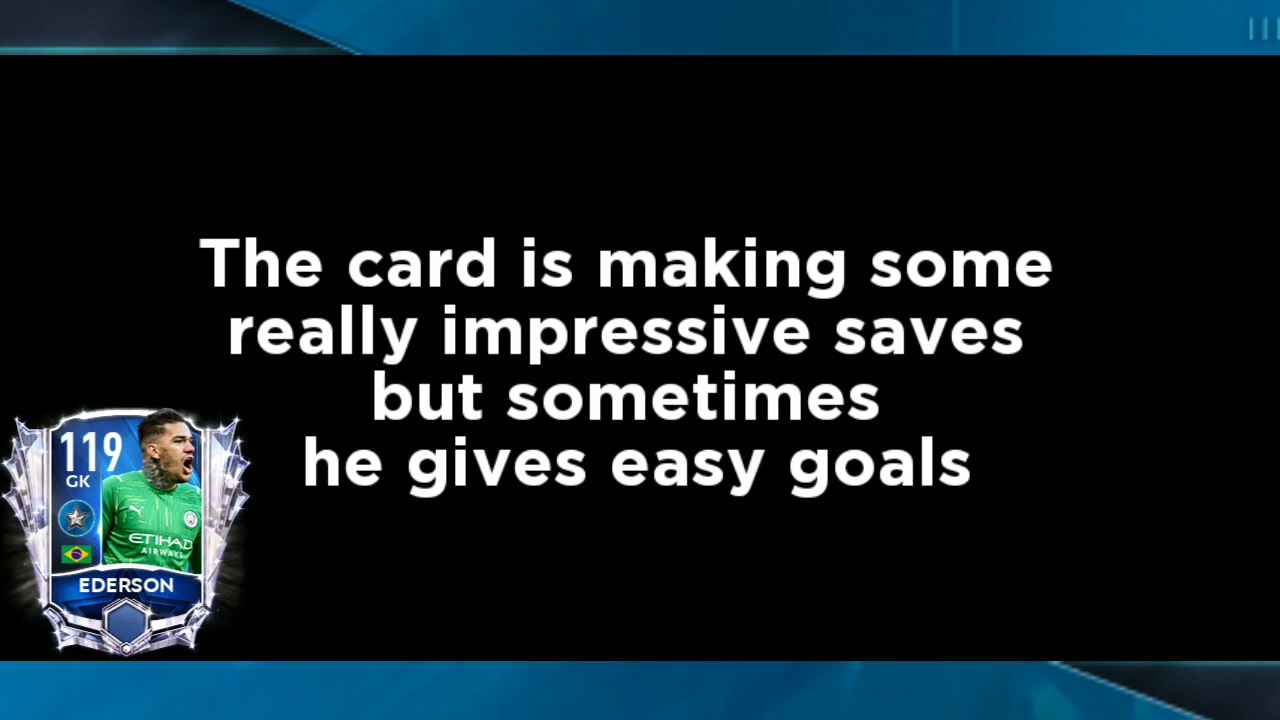 The card is making some
really impressive saves
but sometimes
he gives easy goals
119
GK
ETIHAD
AIRWAYS
EDERSON